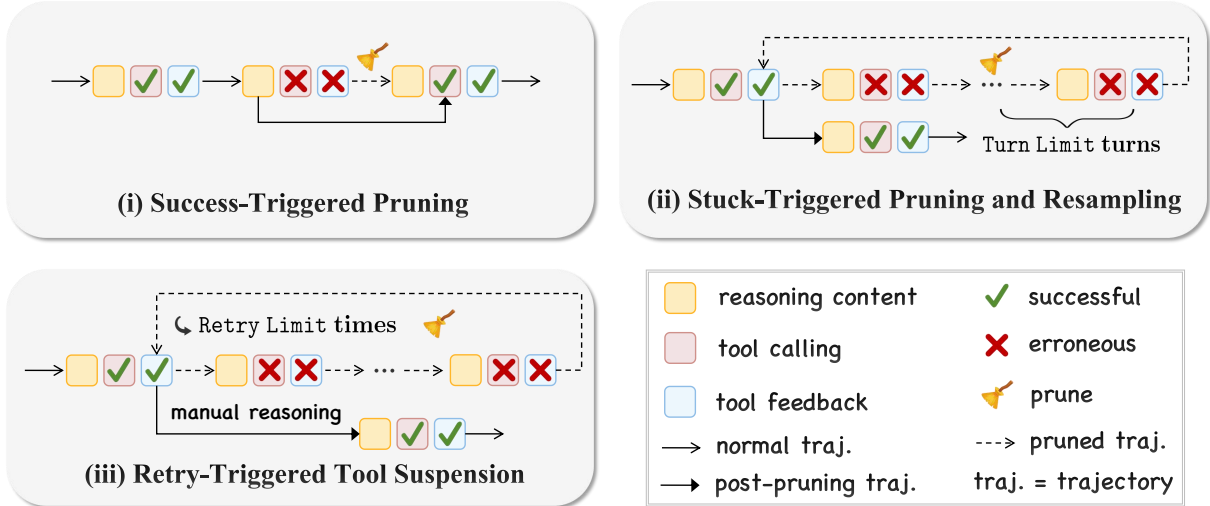 (i) Success-Triggered Pruning
...
Turn Limit turns
(ii) Stuck-Triggered Pruning and Resampling
Retry Limit times
...
manual reasoning
(iii) Retry-Triggered Tool Suspension
reasoning content
successful
tool calling
erroneous
tool feedback
prune
normal traj.
pruned traj.
post-pruning traj.
traj. = trajectory